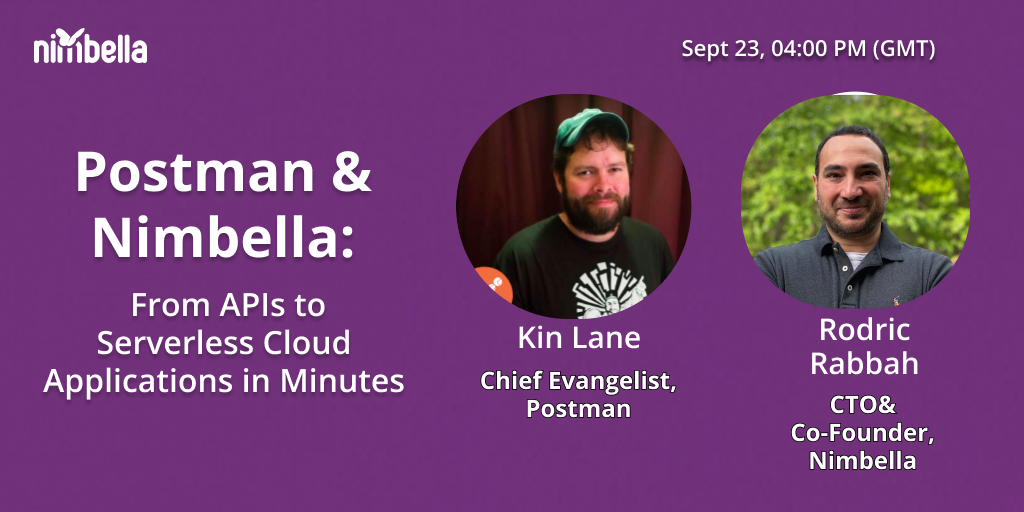 nimbella
Sept 23, 04:00 PM (GMT)
Postman &
Nimbella:
From APIs to
Serverless Cloud
Applications in Minutes
Kin Lane
Chief Evangelist,
Postman
Rodric
Rabbah
CTO&
Co-Founder,
Nimbella